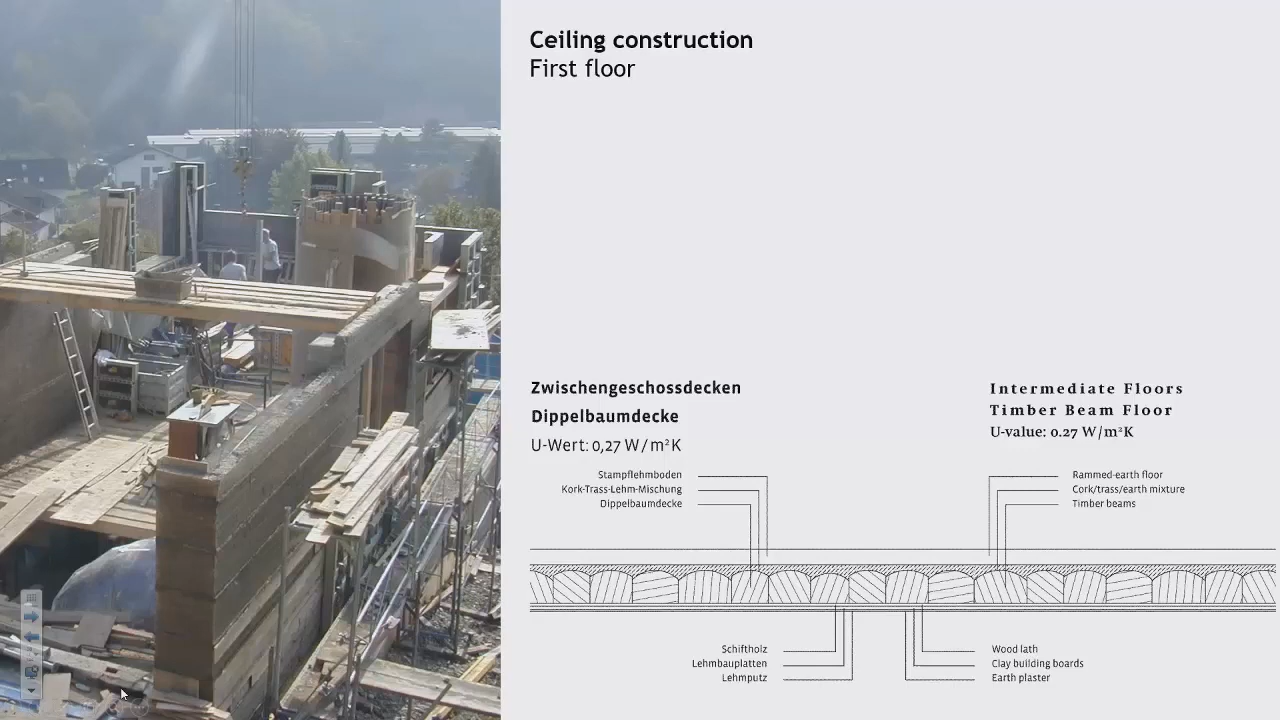 Ceiling construction
First floor
Zwischengeschossdecken
Dippelbaumdecke
U-Wert: 0,27 W/m²K
Intermediate Floors
Timber Beam Floor
U-value: 0.27 W/m²K
Stampflehmboden
Kork-Trass-Lehm-Mischung
Dippelbaumdecke
Rammed-earth floor
Cork/trass/earth mixture
Timber beams
Schiftholz
Lehmbauplatten
Lehmputz
Wood lath
Clay building boards
Earth plaster